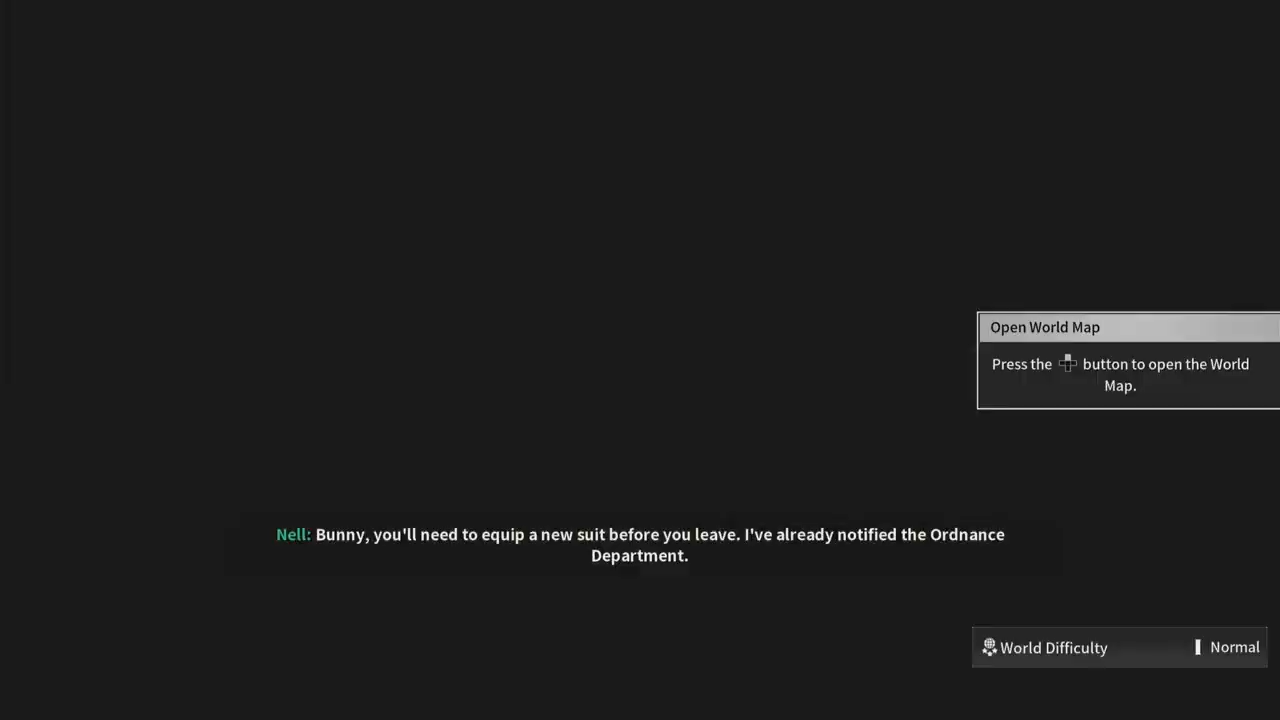 Open World Map
Press the button to open the World
Map.
Nell: Bunny, you'll need to equip a new suit before you leave. I've already notified the Ordnance
Department.
World Difficulty Normal